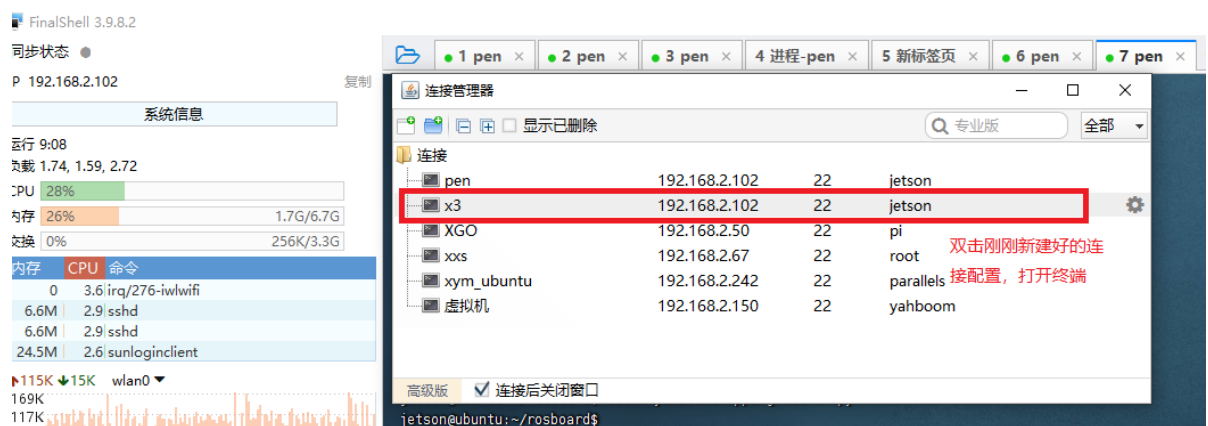 FinalShell 3.9.8.2
同步状态
P 192.168.2.102 复制
系统信息
运行 9:08
负载 1.74, 1.59, 2.72
CPU 28%
内存 26% 1.7G/6.7G
交换 0% 256K/3.3G
内存 CPU 命令
0 3.6 irq/276-iwlwifi
6.6M 2.9 sshd
6.6M 2.9 sshd
24.5M 2.6 sunloginclient
115K 15K wlan0
169K
117K
1 pen × 2 pen × 3 pen × 4 进程-pen × 5 新标签页 × 6 pen × 7 pen ×
连接管理器
显示已删除 专业版 全部
连接
pen 192.168.2.102 22 jetson
x3 192.168.2.102 22 jetson
XGO 192.168.2.50 22 pi
xxs 192.168.2.67 22 root
xym_ubuntu 192.168.2.242 22 parallels
虚拟机 192.168.2.150 22 yahboom
双击刚刚新建好的连
接配置，打开终端
高级版 连接后关闭窗口
jetson@ubuntu:~/rosboard$